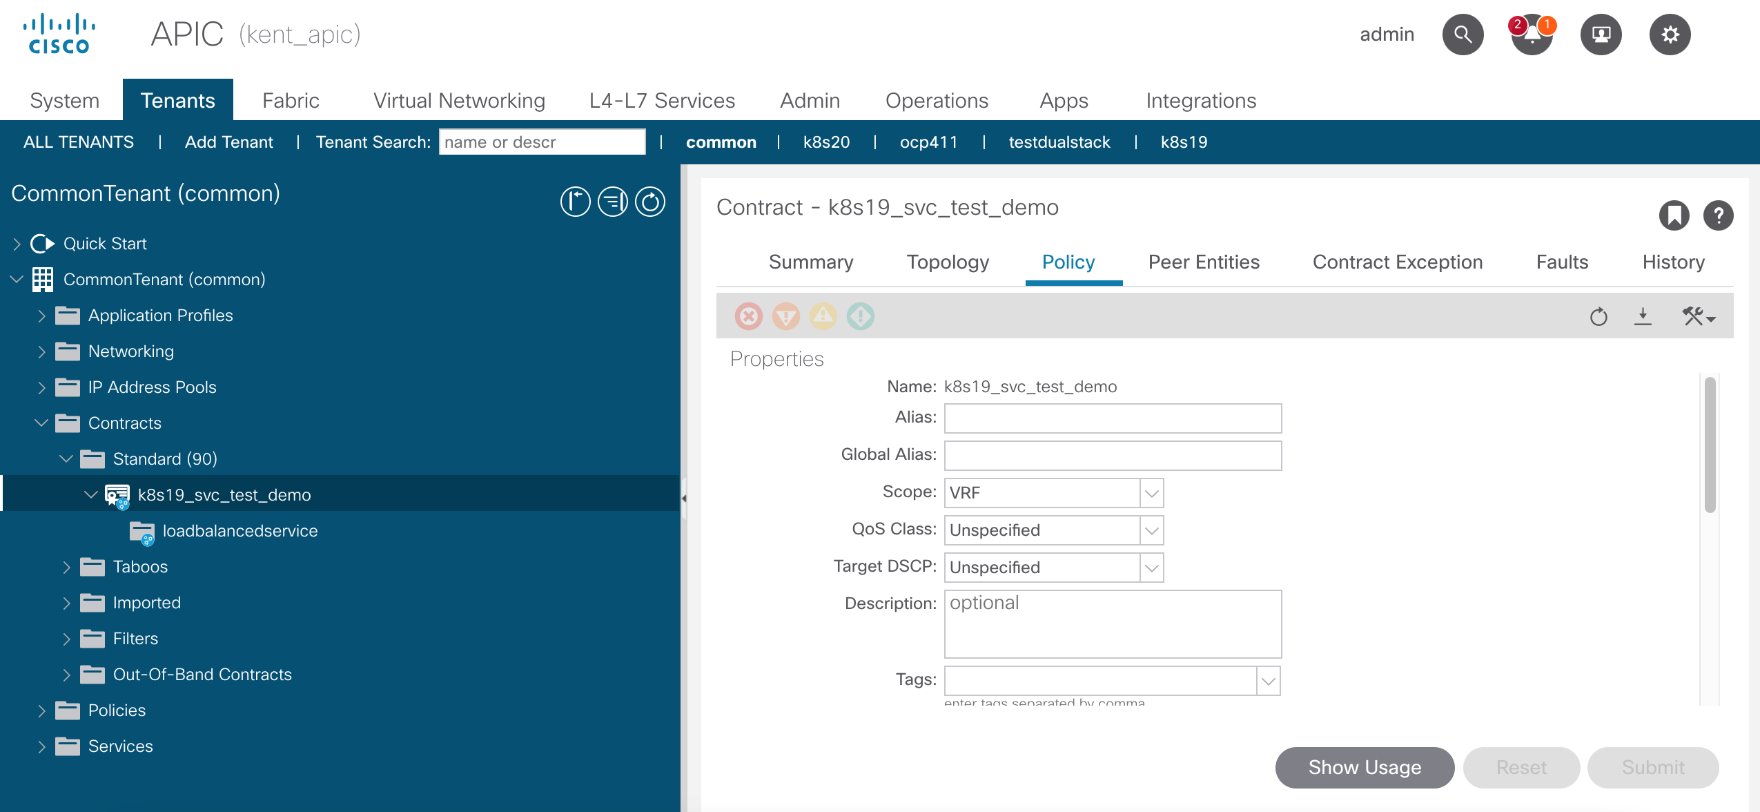 CISCO
APIC (kent_apic)
admin
2
1
System Tenants Fabric Virtual Networking L4-L7 Services Admin Operations Apps Integrations
ALL TENANTS | Add Tenant | Tenant Search: name or descr | common | k8s20 | ocp411 | testdualstack | k8s19
CommonTenant (common)
Quick Start
CommonTenant (common)
Application Profiles
Networking
IP Address Pools
Contracts
Standard (90)
k8s19_svc_test_demo
loadbalancedservice
Taboos
Imported
Filters
Out-Of-Band Contracts
Policies
Services
Contract - k8s19_svc_test_demo
Summary Topology Policy Peer Entities Contract Exception Faults History
Properties
Name: k8s19_svc_test_demo
Alias:
Global Alias:
Scope: VRF
QoS Class: Unspecified
Target DSCP: Unspecified
Description: optional
Tags:
enter tags separated by comma
Show Usage Reset Submit